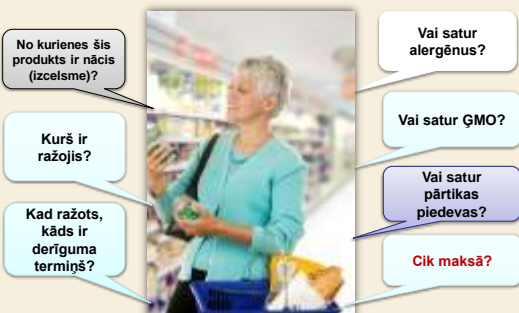 No kurienes šis
produkts ir nācis
(izcelsme)?
Kurš ir
ražojis?
Kad ražots,
kāds ir
derīguma
termiņš?
Vai satur
alergēnus?
Vai satur ĢMO?
Vai satur
pārtikas
piedevas?
Cik maksā?